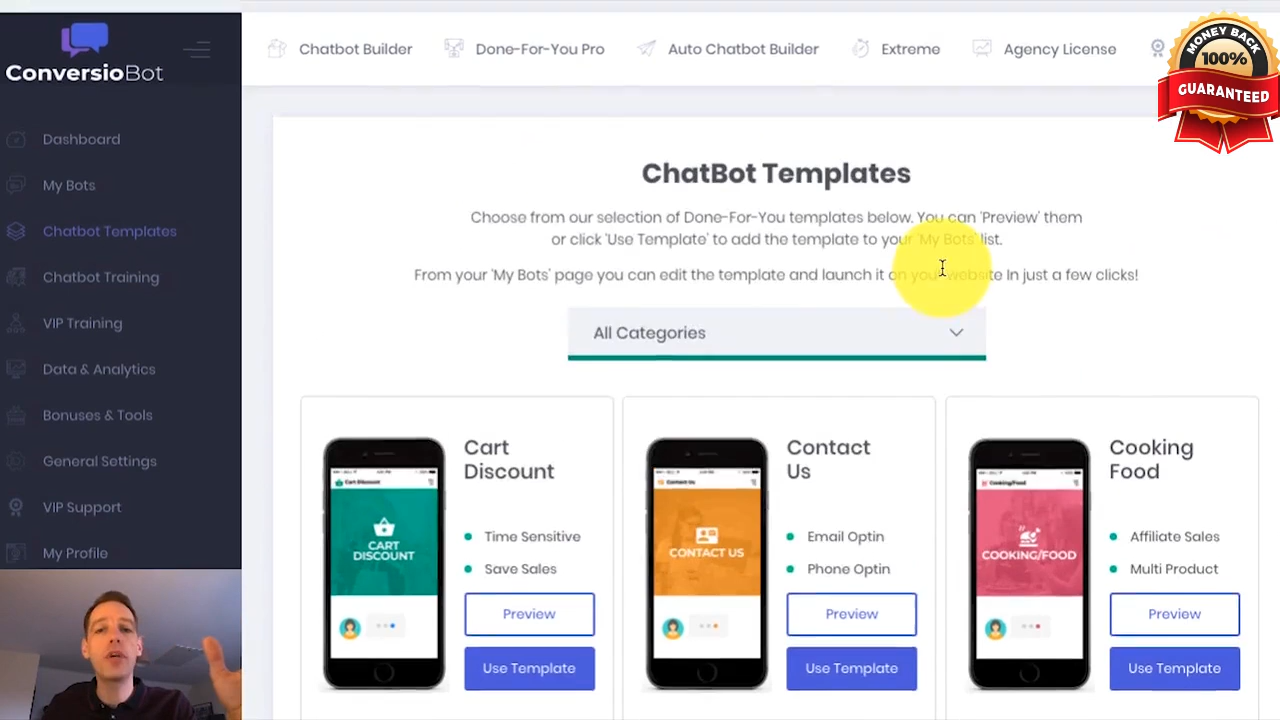 ConversioBot
Dashboard
My Bots
Chatbot Templates
Chatbot Training
VIP Training
Data & Analytics
Bonuses & Tools
General Settings
VIP Support
My Profile
Chatbot Builder
Done-For-You Pro
Auto Chatbot Builder
Extreme
Agency License
MONEY BACK
100%
GUARANTEED
ChatBot Templates
Choose from our selection of Done-For-You templates below. You can 'Preview' them
or click 'Use Template' to add the template to your 'My Bots' list.
From your 'My Bots' page you can edit the template and launch it on your website In just a few clicks!
All Categories
Cart Discount
CART
DISCOUNT
Cart
Discount
Time Sensitive
Save Sales
Preview
Use Template
Contact Us
CONTACT US
Contact
Us
Email Optin
Phone Optin
Preview
Use Template
Cooking/Food
COOKING/FOOD
Cooking
Food
Affiliate Sales
Multi Product
Preview
Use Template